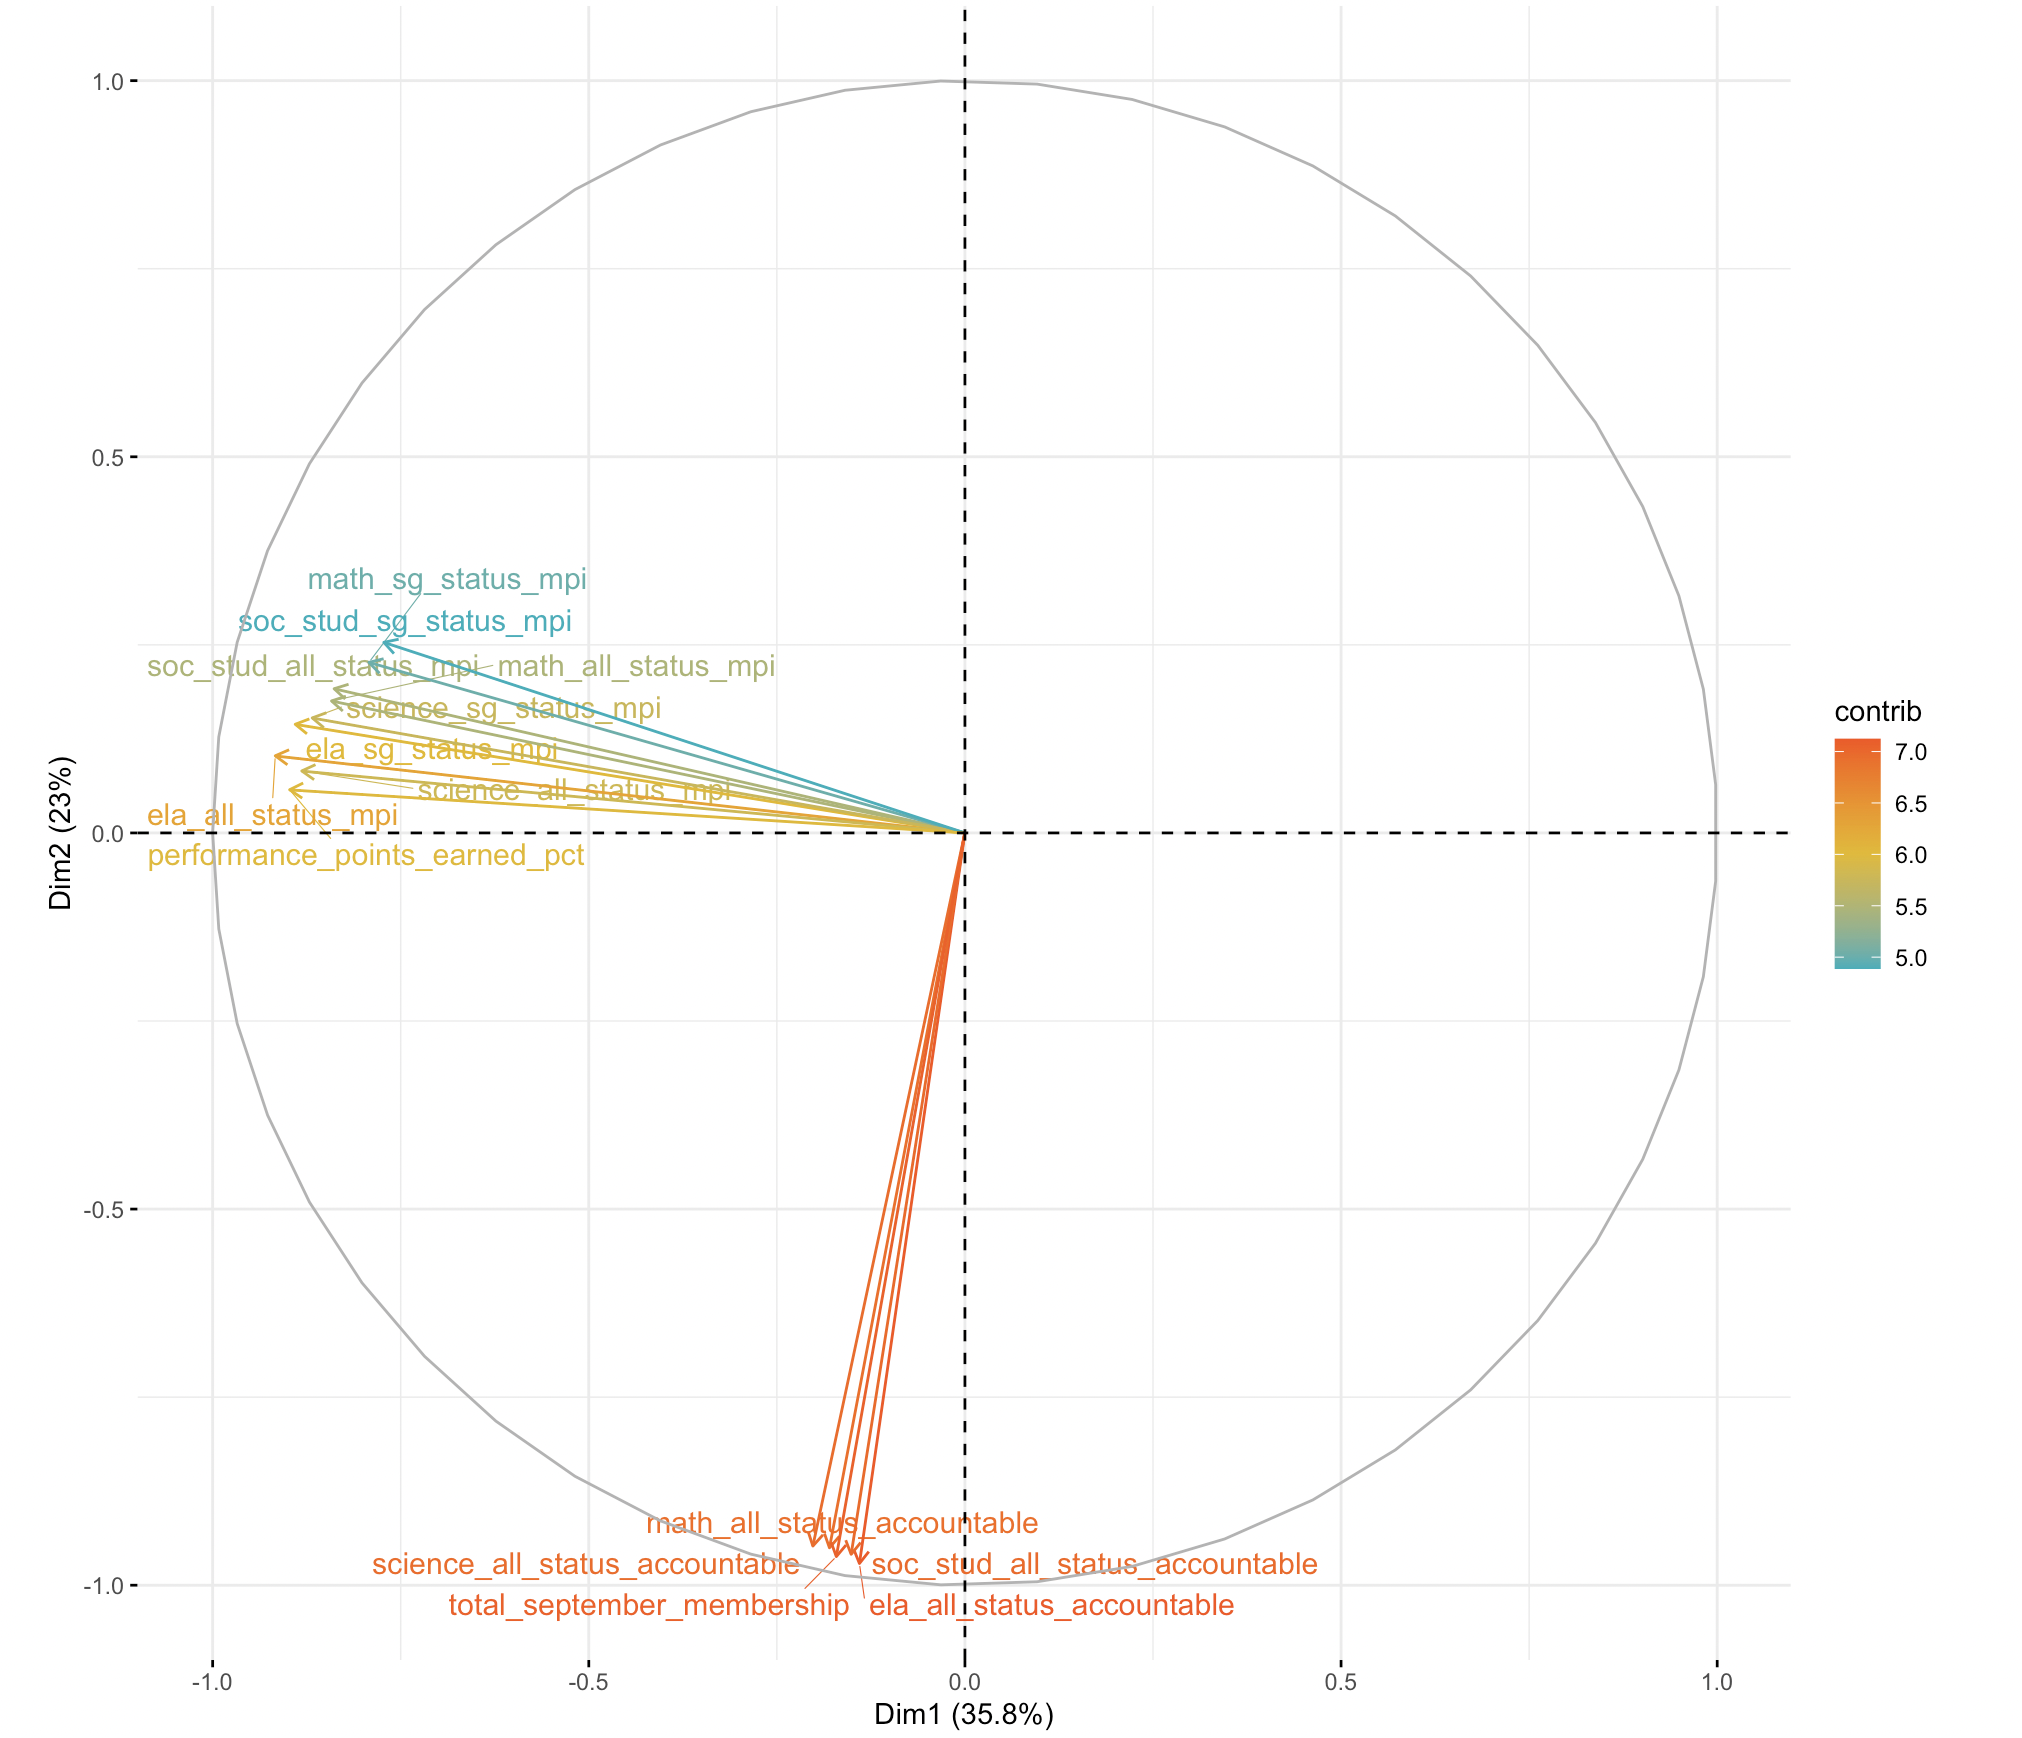 1.0
0.5
0.0
-0.5
-1.0
Dim2 (23%)
math_sg_status_mpi
soc_stud_sg_status_mpi
soc_stud_all_status_mpi
math_all_status_mpi
science_sg_status_mpi
ela_sg_status_mpi
science_all_status_mpi
ela_all_status_mpi
performance_points_earned_pct
math_all_status_accountable
science_all_status_accountable
soc_stud_all_status_accountable
total_september_membership
ela_all_status_accountable
-1.0
-0.5
0.0
0.5
1.0
Dim1 (35.8%)
contrib
7.0
6.5
6.0
5.5
5.0